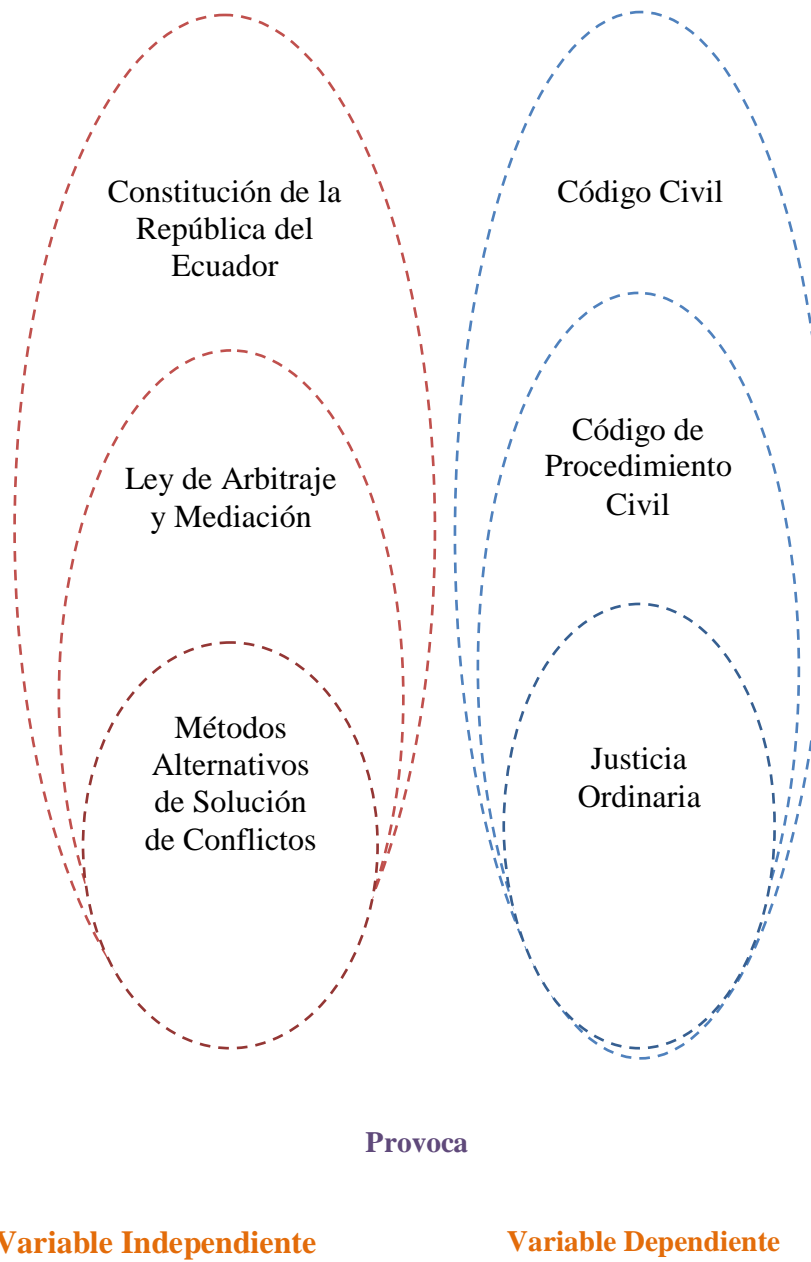 Constitución de la
República del
Ecuador
Ley de Arbitraje
y Mediación
Métodos
Alternativos
de Solución
de Conflictos
Código Civil
Código de
Procedimiento
Civil
Justicia
Ordinaria
Provoca
Variable Independiente
Variable Dependiente